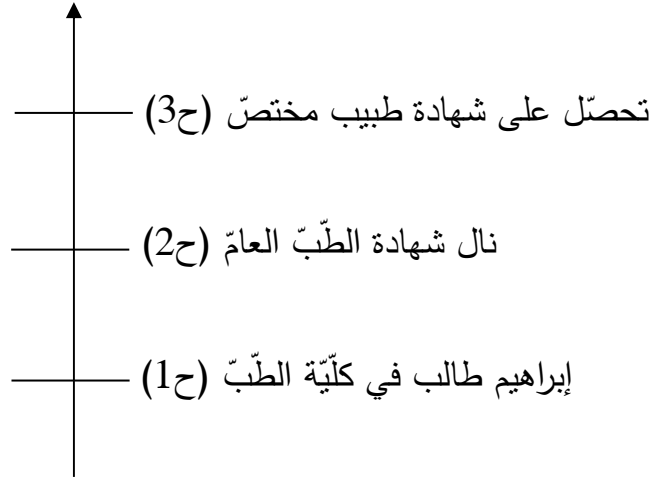 تحصّل على شهادة طبيب مختصّ (ح3)
نال شهادة الطّبّ العامّ (ح2)
إبراهيم طالب في كلّيّة الطّبّ (ح1)